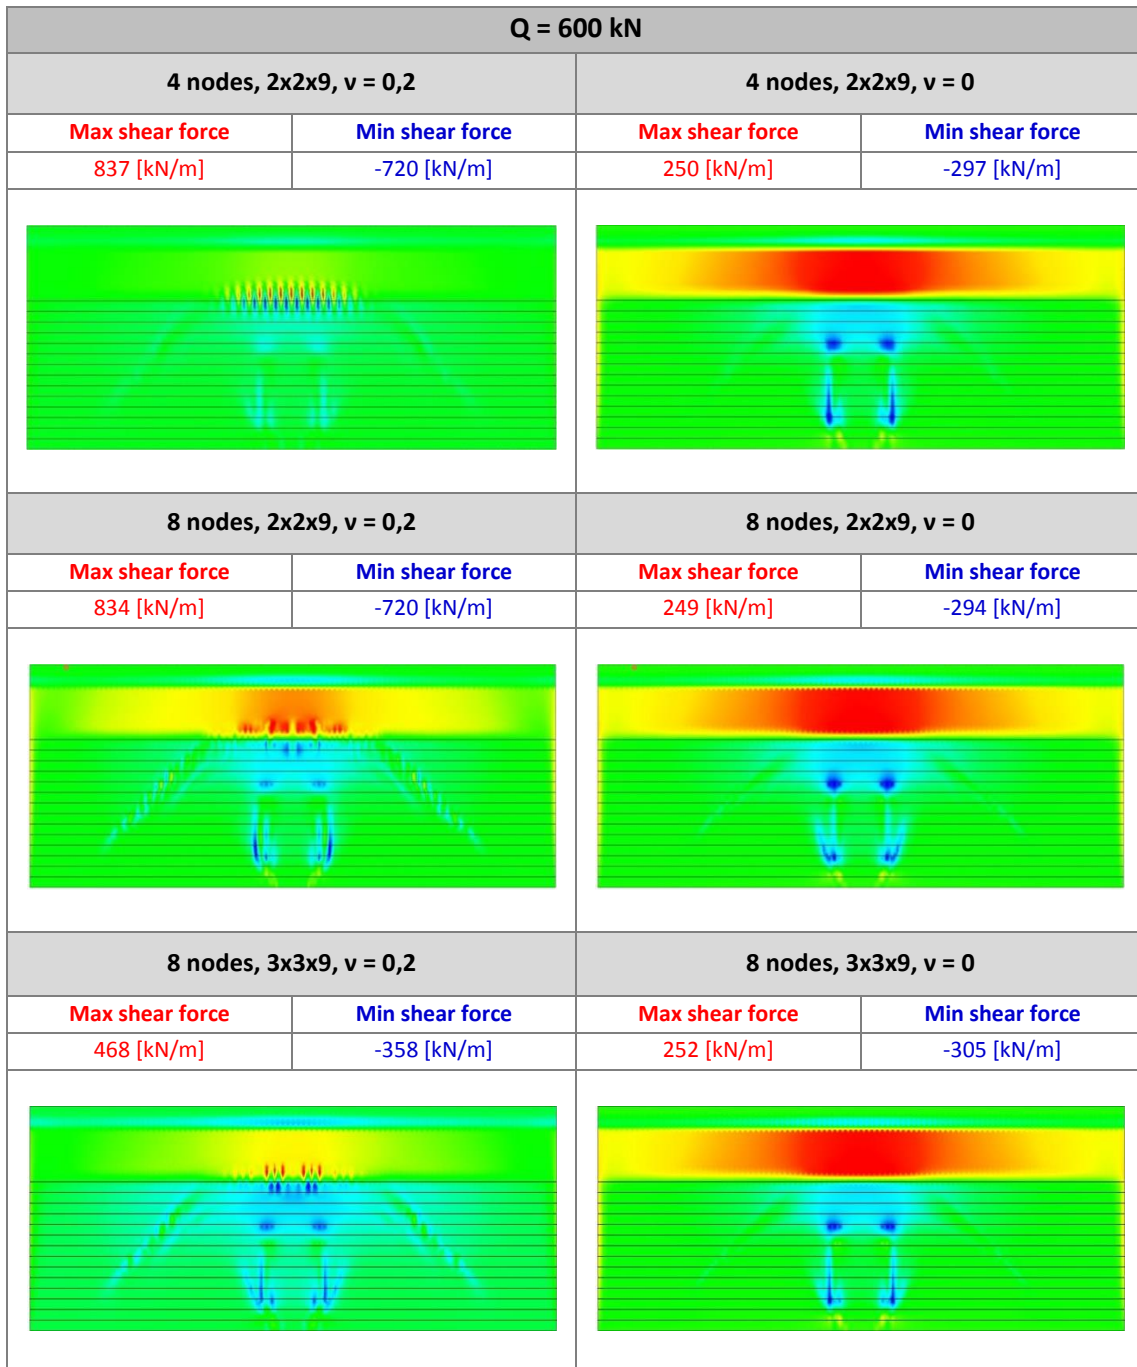 Q = 600 kN
4 nodes, 2x2x9, ν = 0,2 4 nodes, 2x2x9, ν = 0
Max shear force Min shear force Max shear force Min shear force
837 [kN/m] -720 [kN/m] 250 [kN/m] -297 [kN/m]
8 nodes, 2x2x9, ν = 0,2 8 nodes, 2x2x9, ν = 0
Max shear force Min shear force Max shear force Min shear force
834 [kN/m] -720 [kN/m] 249 [kN/m] -294 [kN/m]
8 nodes, 3x3x9, ν = 0,2 8 nodes, 3x3x9, ν = 0
Max shear force Min shear force Max shear force Min shear force
468 [kN/m] -358 [kN/m] 252 [kN/m] -305 [kN/m]